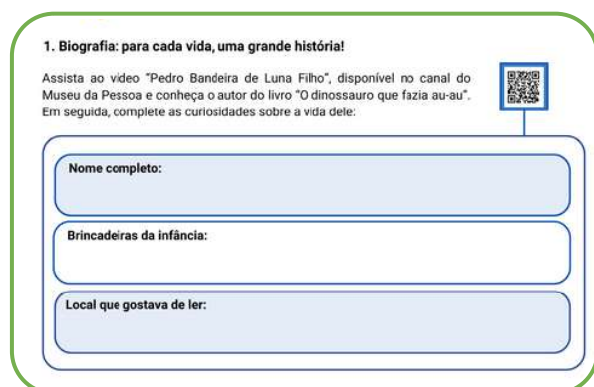 1. Biografia: para cada vida, uma grande história!
Assista ao video "Pedro Bandeira de Luna Filho", disponível no canal do
Museu da Pessoa e conheça o autor do livro "O dinossauro que fazia au-au".
Em seguida, complete as curiosidades sobre a vida dele:
Nome completo:
Brincadeiras da infância:
Local que gostava de ler: